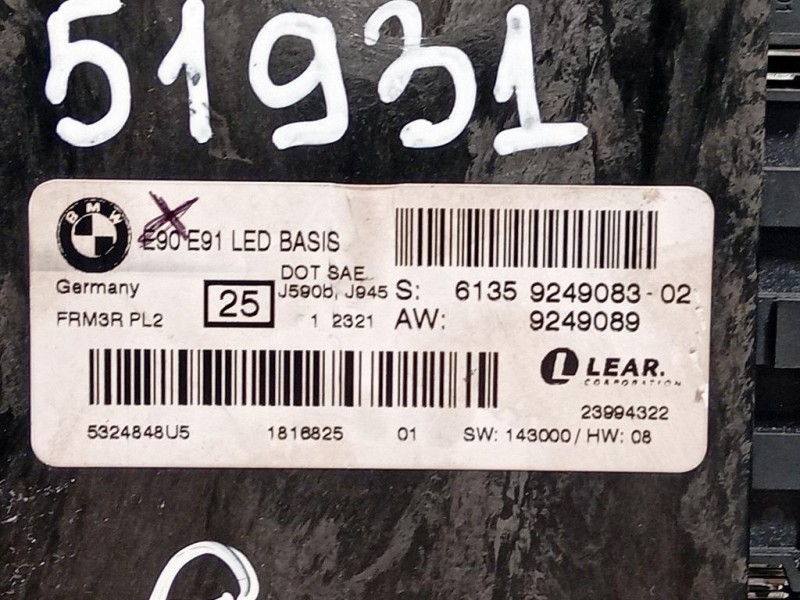 51931
BMW
E90 E91 LED BASIS
DOT SAE
Germany 25 J590b, J945 S: 6135 9249083-02
FRM3R PL2 1 2321 AW: 9249089
LEAR.
CORPORATION
23994322
5324848U5 1816825 01 SW: 143000 / HW: 08